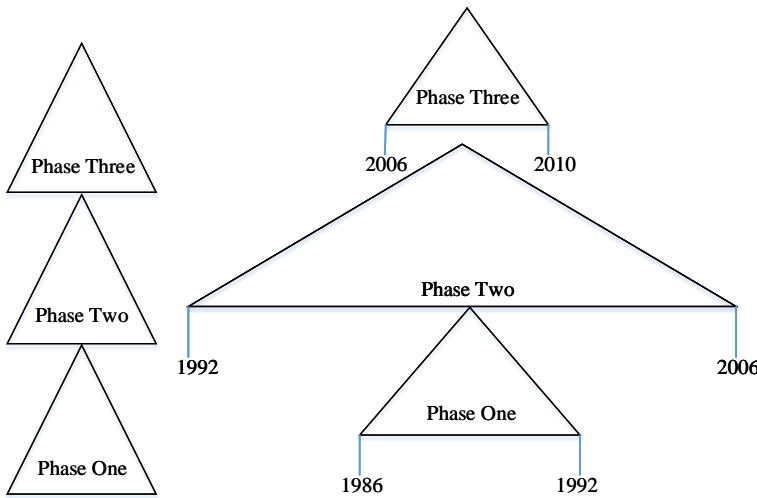 Phase Three
Phase Two
Phase One
Phase Three
2006 2010
Phase Two
1992 2006
Phase One
1986 1992